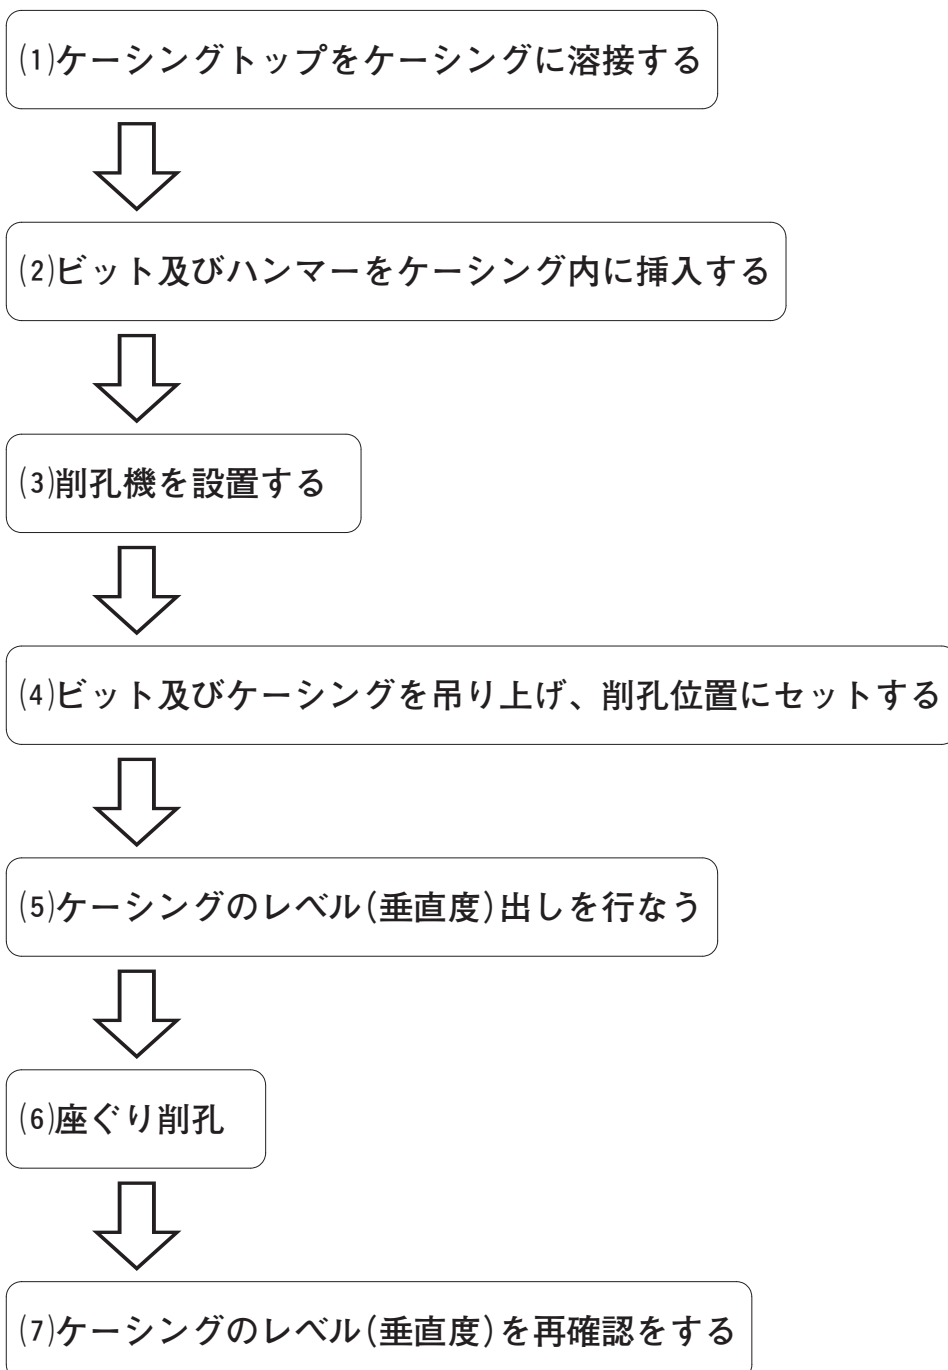 (1)ケーシングトップをケーシングに溶接する
(2)ビット及びハンマーをケーシング内に挿入する
(3)削孔機を設置する
(4)ビット及びケーシングを吊り上げ、削孔位置にセットする
(5)ケーシングのレベル(垂直度)出しを行なう
(6)座ぐり削孔
(7)ケーシングのレベル(垂直度)を再確認をする